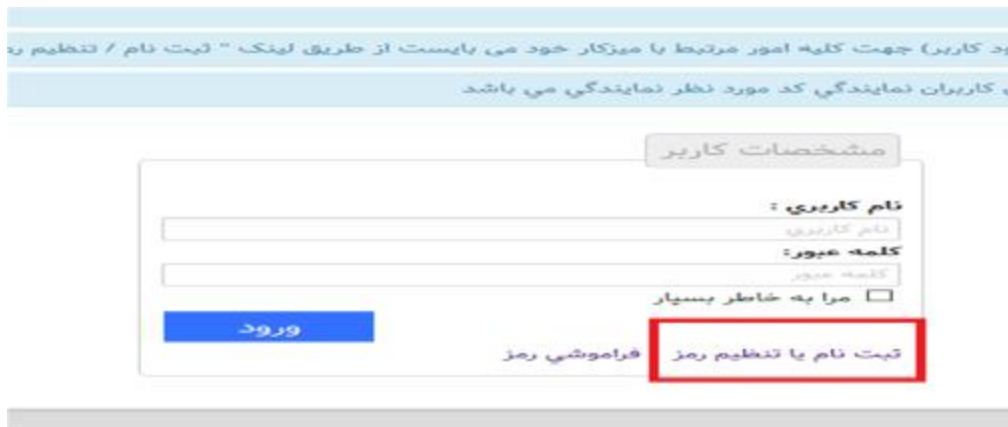 کاربر) جهت کلیه امور مرتبط با میزکار خود می بایست از طریق لینک " ثبت نام / تنظیم
کاربران نمایندگي کد مورد نظر نمایندگي مي باشد
مشخصات کاربر
نام کاربري :
نام کاربري
کلمه عبور:
کلمه عبور
مرا به خاطر بسپار
ورود
ثبت نام یا تنظیم رمز
فراموشي رمز